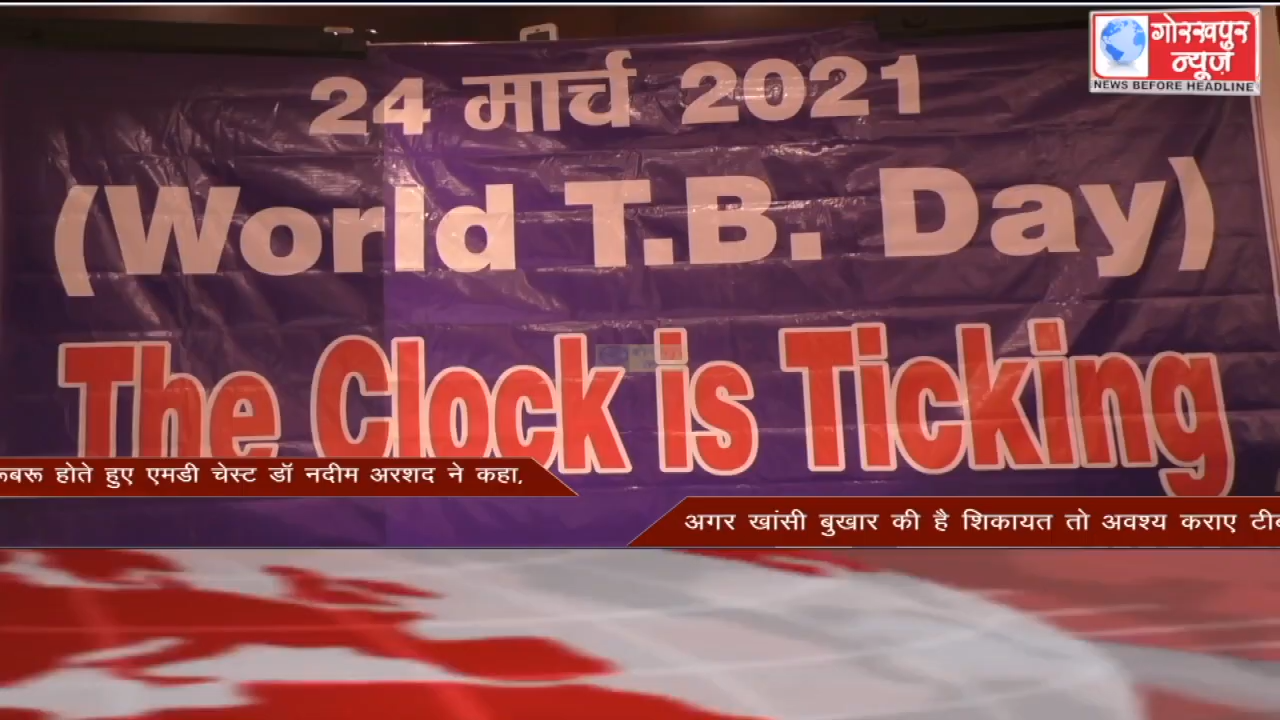 गोरखपुर
न्यूज़
NEWS BEFORE HEADLINE
24 मार्च 2021
(World T.B. Day)
The Clock is Ticking
होते हुए एमडी चेस्ट डॉ नदीम अरशद ने कहा,
अगर खांसी बुखार की है शिकायत तो अवश्य कराए